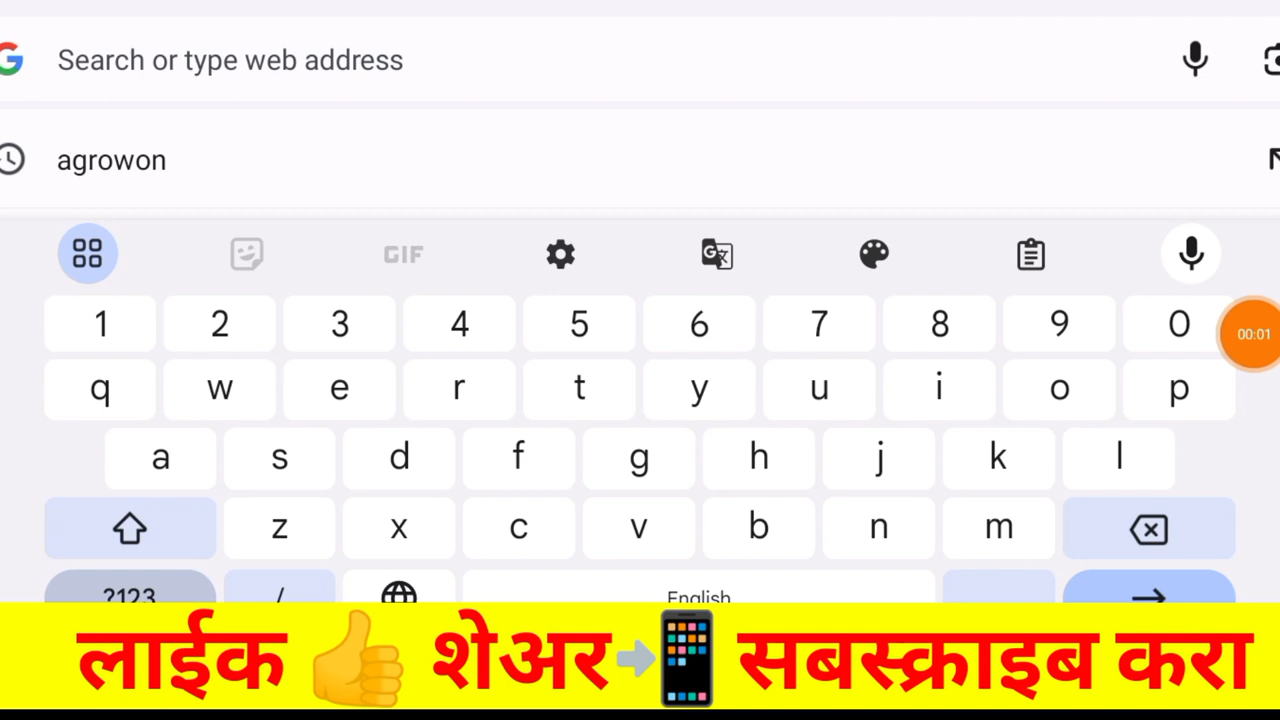 Search or type web address
agrowon
GIF
1 2 3 4 5 6 7 8 9 0
00:01
q w e r t y u i o p
a s d f g h j k l
z x c v b n m
?123 / English
लाईक 👍 शेअर 📲 सबस्क्राइब करा